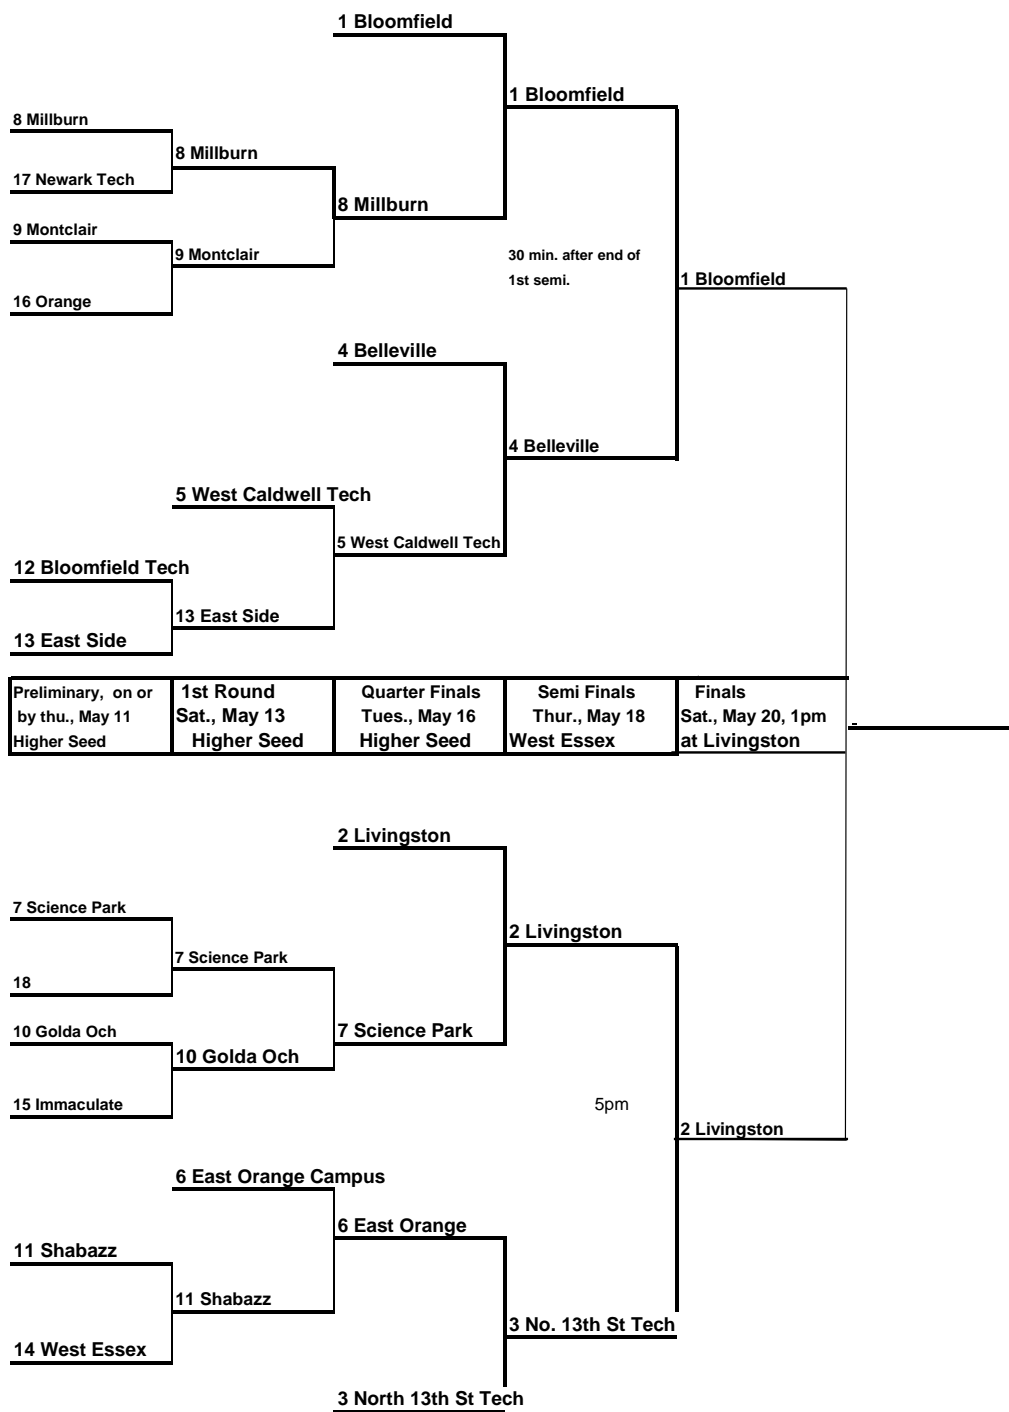 1 Bloomfield
1 Bloomfield
8 Millburn
8 Millburn
17 Newark Tech
8 Millburn
9 Montclair
9 Montclair
30 min. after end of
1st semi.
1 Bloomfield
16 Orange
4 Belleville
4 Belleville
5 West Caldwell Tech
5 West Caldwell Tech
12 Bloomfield Tech
13 East Side
13 East Side
Preliminary, on or
by thu., May 11
Higher Seed
1st Round
Sat., May 13
Higher Seed
Quarter Finals
Tues., May 16
Higher Seed
Semi Finals
Thur., May 18
West Essex
Finals
Sat., May 20, 1pm
at Livingston
-
2 Livingston
7 Science Park
2 Livingston
7 Science Park
18
10 Golda Och
7 Science Park
10 Golda Och
15 Immaculate
5pm
2 Livingston
6 East Orange Campus
6 East Orange
11 Shabazz
11 Shabazz
3 No. 13th St Tech
14 West Essex
3 North 13th St Tech